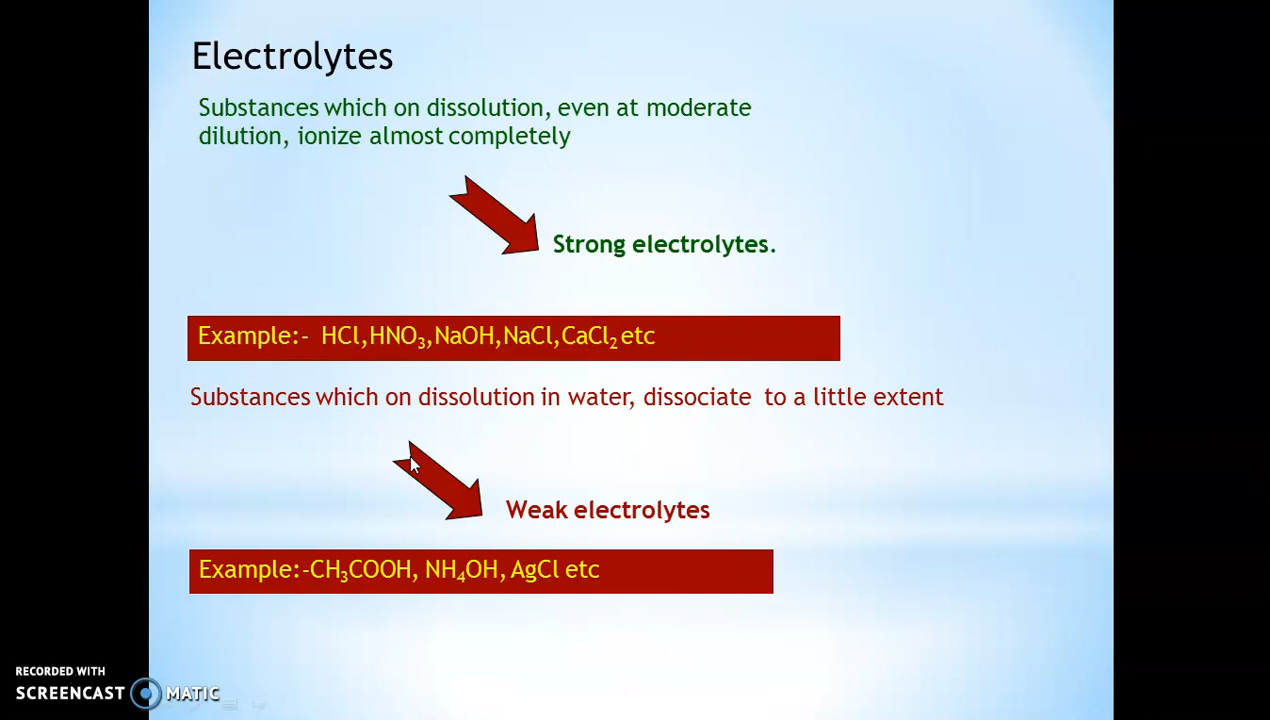 Electrolytes
Substances which on dissolution, even at moderate
dilution, ionize almost completely
Strong electrolytes.
Example:- HCl,HNO₃,NaOH,NaCl,CaCl₂ etc
Substances which on dissolution in water, dissociate to a little extent
Weak electrolytes
Example:-CH₃COOH, NH₄OH, AgCl etc
RECORDED WITH
SCREENCAST MATIC